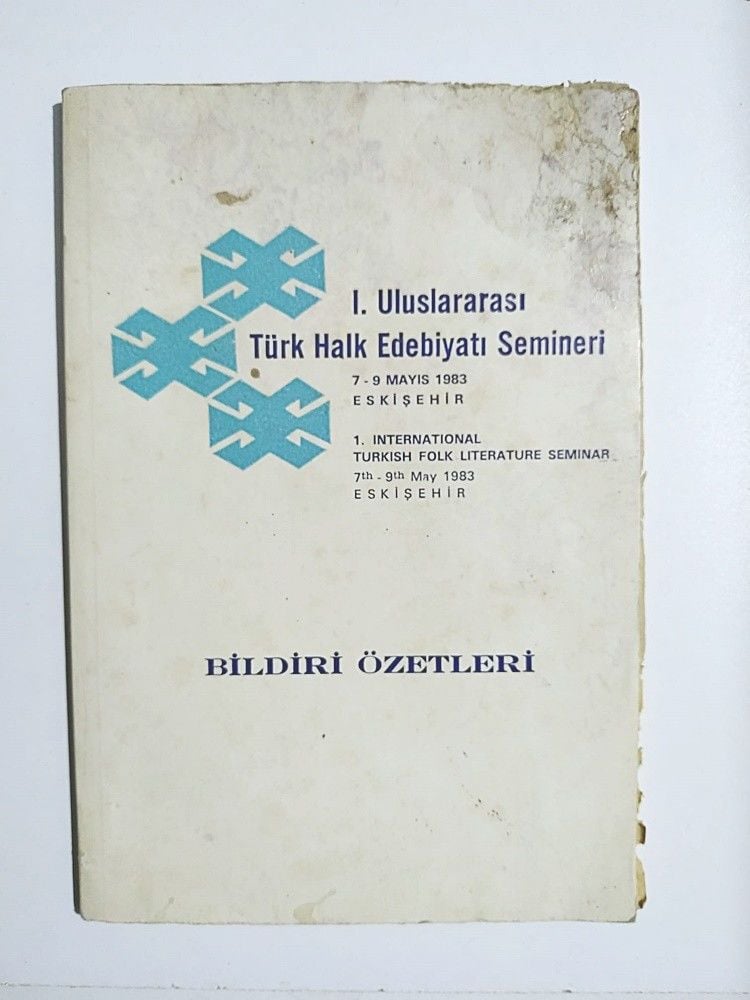 I. Uluslararası
Türk Halk Edebiyatı Semineri
7 - 9 MAYIS 1983
ESKİŞEHİR
1. INTERNATIONAL
TURKISH FOLK LITERATURE SEMINAR
7th - 9th May 1983
ESKİŞEHİR
BİLDİRİ ÖZETLERİ